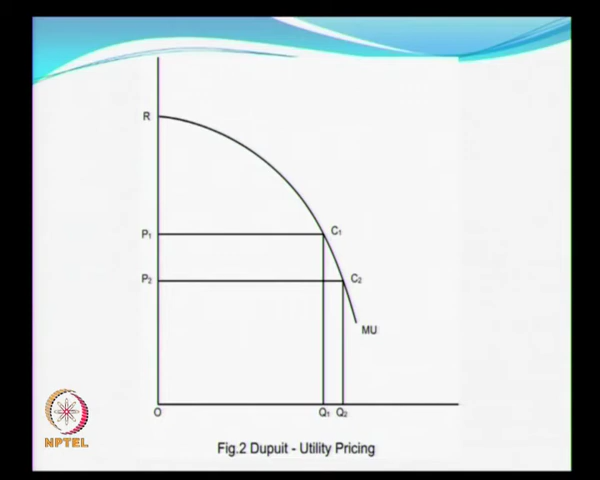 R
P₁
C₁
P₂
C₂
MU
O
Q₁ Q₂
NPTEL
Fig.2 Dupuit - Utility Pricing